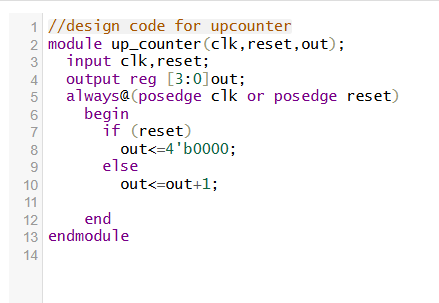 1 //design code for upcounter
2 module up_counter(clk,reset,out);
3 input clk,reset;
4 output reg [3:0]out;
5 always@(posedge clk or posedge reset)
6 begin
7 if (reset)
8 out<=4'b0000;
9 else
10 out<=out+1;
11
12 end
13 endmodule
14